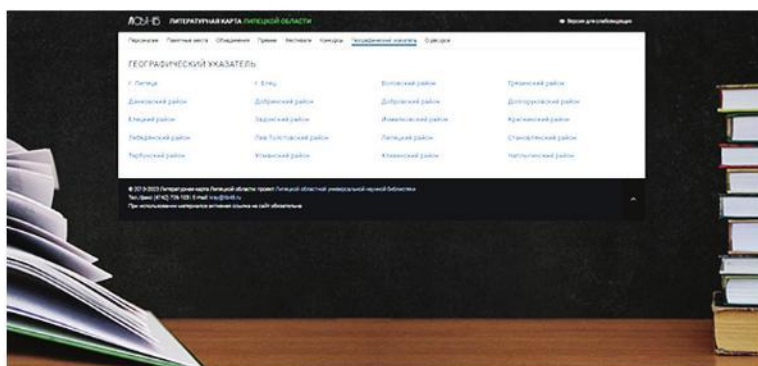 ЛОУНБ ЛИТЕРАТУРНАЯ КАРТА ЛИПЕЦКОЙ ОБЛАСТИ Версия для слабовидящих
Персоналии Памятные места Объединения Премии Фестивали Конкурсы Географический указатель О ресурсе
ГЕОГРАФИЧЕСКИЙ УКАЗАТЕЛЬ
г. Липецк г. Елец Воловский район Грязинский район
Данковский район Добринский район Добровский район Долгоруковский район
Елецкий район Задонский район Измалковский район Краснинский район
Лебедянский район Лев-Толстовский район Липецкий район Становлянский район
Тербунский район Усманский район Хлевенский район Чаплыгинский район
Литературная карта Липецкой области проект Липецкой областной универсальной научной библиотеки
При использовании материалов активная ссылка на сайт обязательна